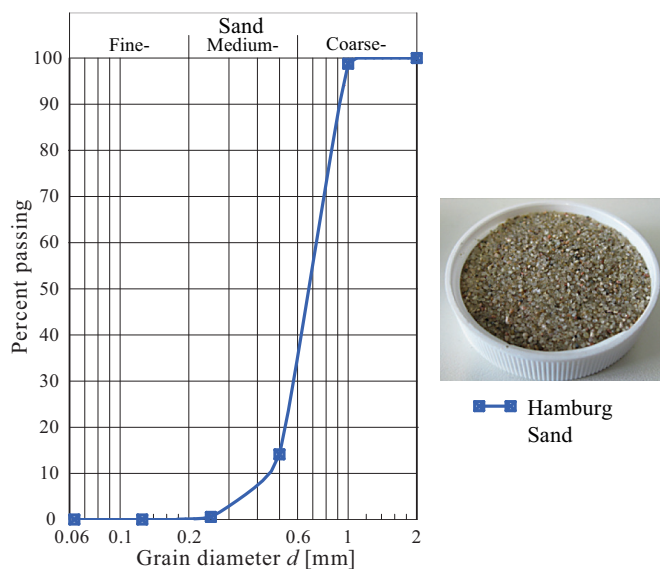 Sand
Fine- Medium- Coarse-
100
90
80
70
60
50
40
30
20
10
0
Percent passing
0.06 0.1 0.2 0.6 1 2
Grain diameter d [mm]
Hamburg
Sand